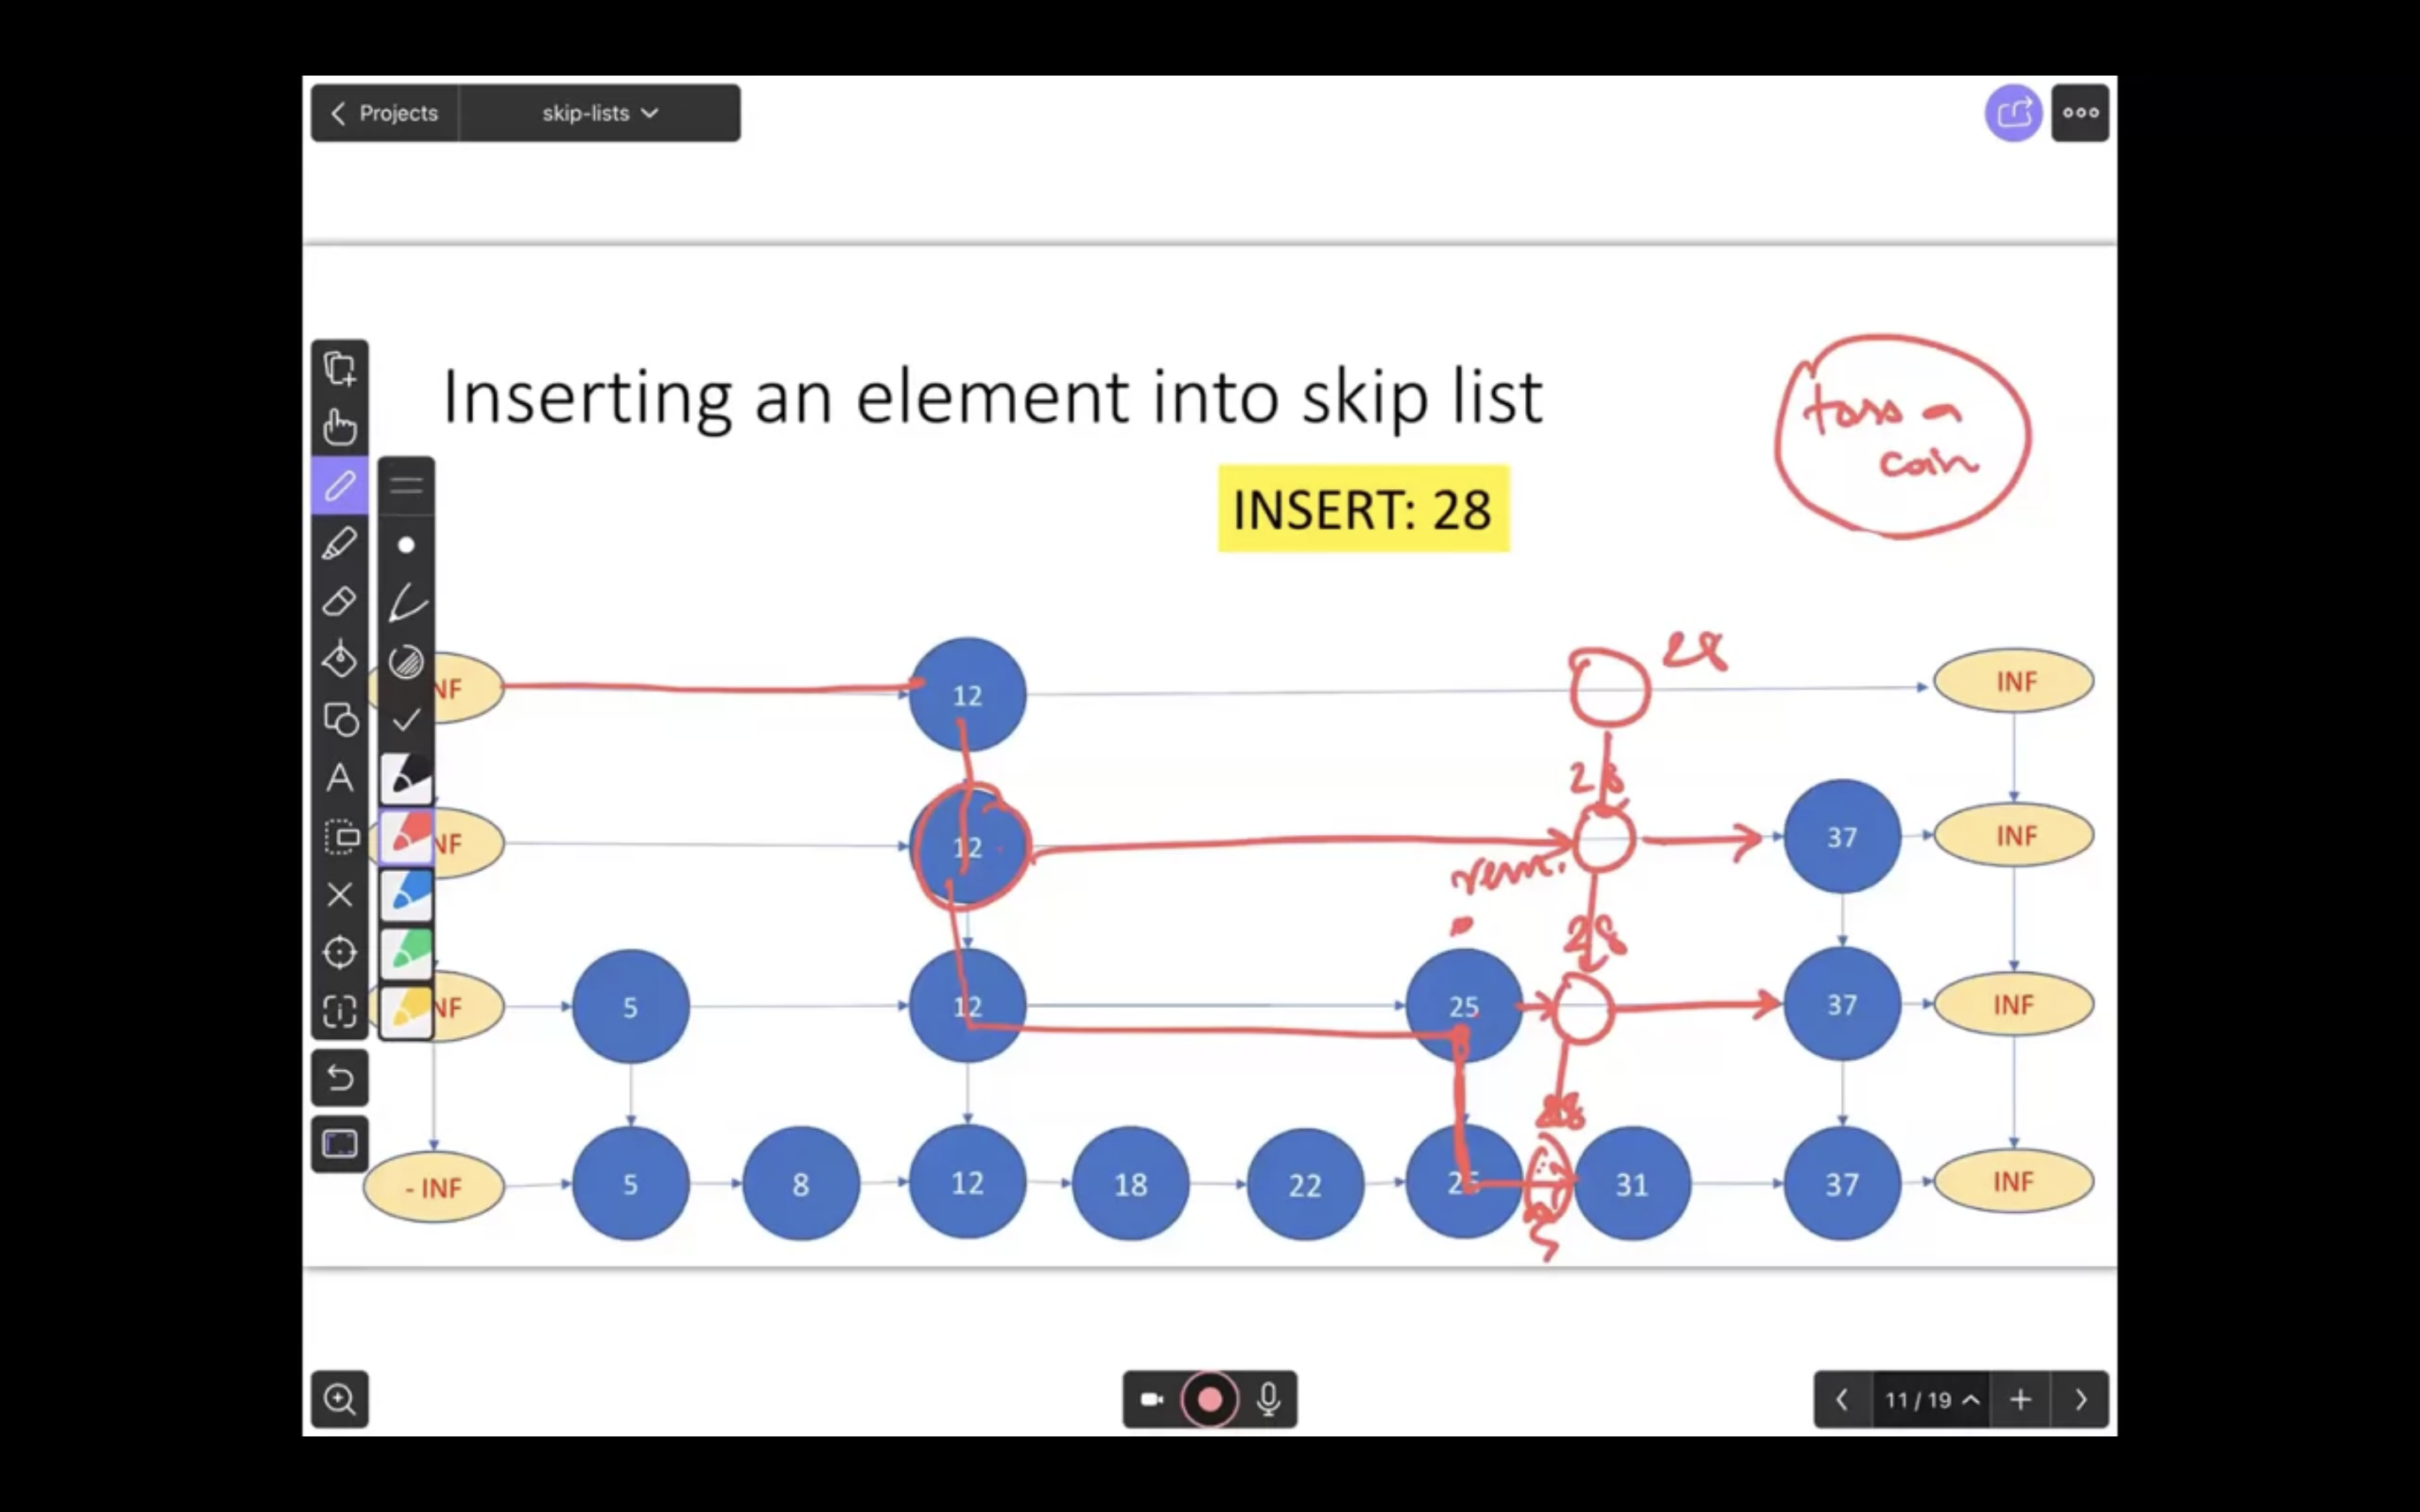 Projects
skip-lists
Inserting an element into skip list
toss a
coin
INSERT: 28
NF
12
28
INF
28
NF
12
37
INF
rem.
28
NF
5
12
25
37
INF
28
- INF
5
8
12
18
22
25
31
37
INF
11 / 19